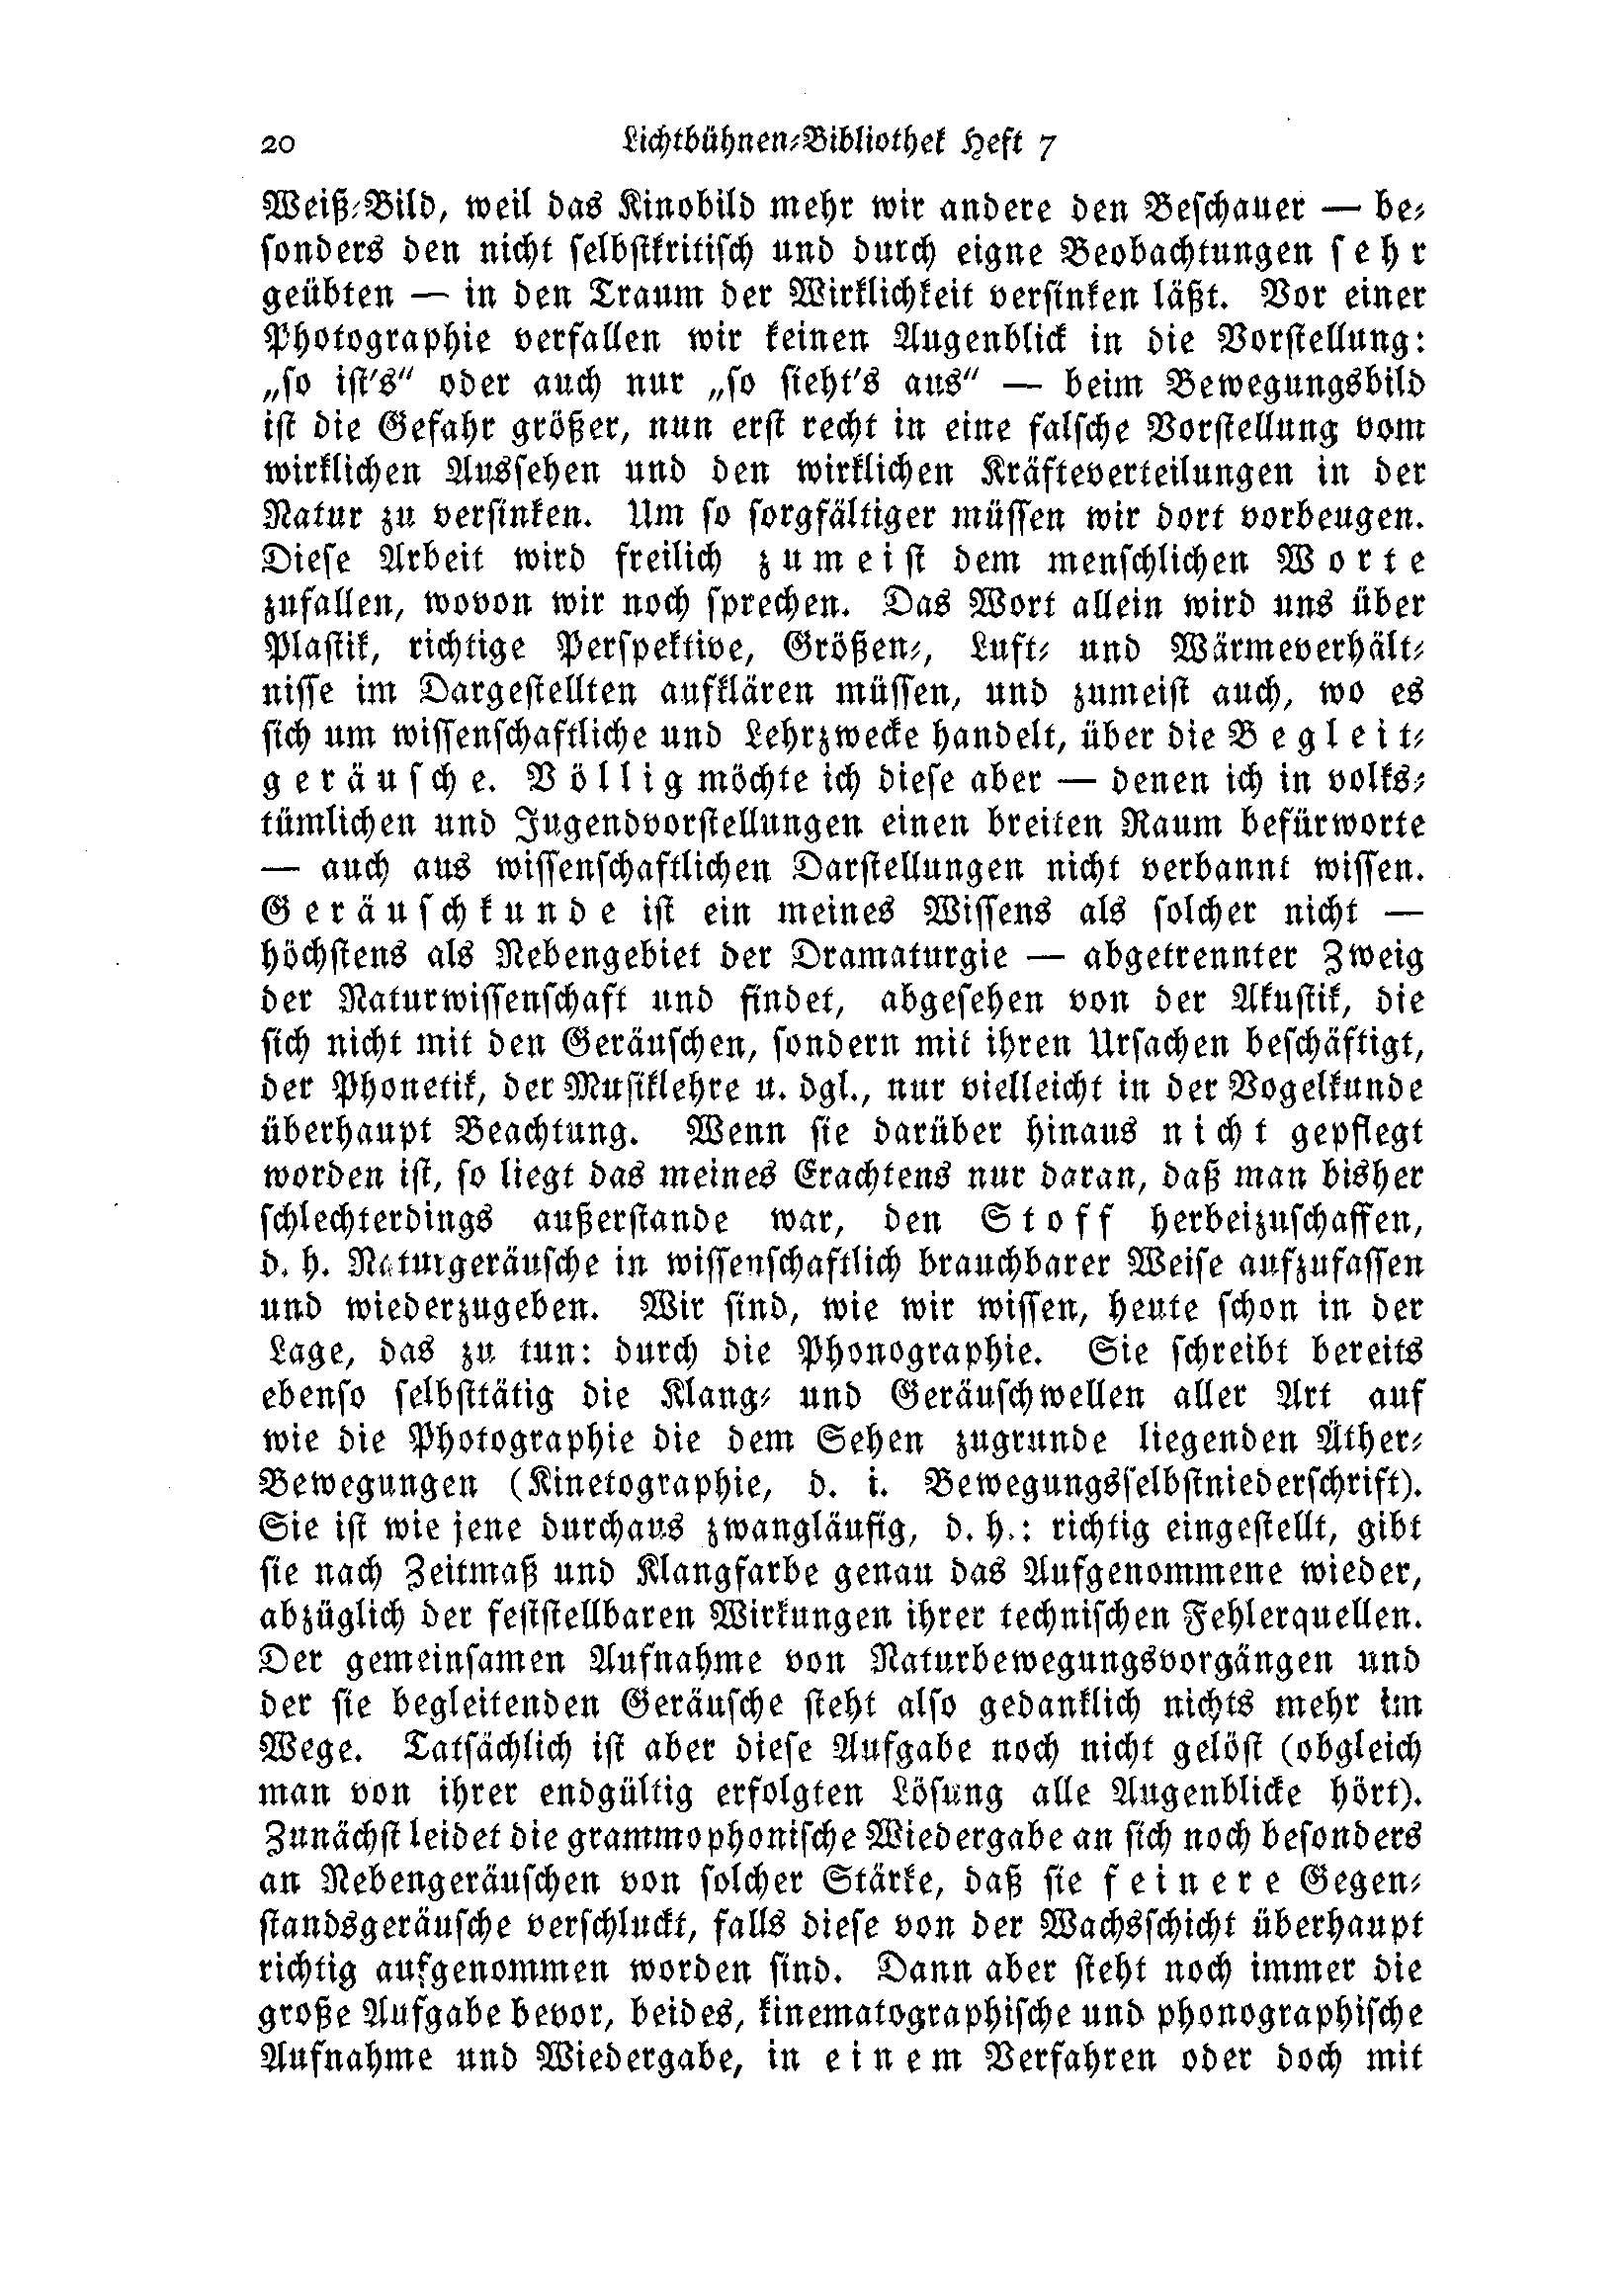 20 Lichtbühnen-Bibliothek Heft 7
Weiß-Bild, weil das Kinobild mehr wir andere den Beschauer — be-
sonders den nicht selbstkritisch und durch eigne Beobachtungen sehr
geübten — in den Traum der Wirklichkeit versinken läßt. Vor einer
Photographie verfallen wir keinen Augenblick in die Vorstellung:
„so ist's“ oder auch nur „so sieht's aus“ — beim Bewegungsbild
ist die Gefahr größer, nun erst recht in eine falsche Vorstellung vom
wirklichen Aussehen und den wirklichen Kräfteverteilungen in der
Natur zu versinken. Um so sorgfältiger müssen wir dort vorbeugen.
Diese Arbeit wird freilich zumeist dem menschlichen Worte
zufallen, wovon wir noch sprechen. Das Wort allein wird uns über
Plastik, richtige Perspektive, Größen-, Luft- und Wärmeverhält-
nisse im Dargestellten aufklären müssen, und zumeist auch, wo es
sich um wissenschaftliche und Lehrzwecke handelt, über die Begleit-
geräusche. Völlig möchte ich diese aber — denen ich in volks-
tümlichen und Jugendvorstellungen einen breiten Raum befürworte
— auch aus wissenschaftlichen Darstellungen nicht verbannt wissen.
Geräuschkunde ist ein meines Wissens als solcher nicht —
höchstens als Nebengebiet der Dramaturgie — abgetrennter Zweig
der Naturwissenschaft und findet, abgesehen von der Akustik, die
sich nicht mit den Geräuschen, sondern mit ihren Ursachen beschäftigt,
der Phonetik, der Musiklehre u. dgl., nur vielleicht in der Vogelkunde
überhaupt Beachtung. Wenn sie darüber hinaus nicht gepflegt
worden ist, so liegt das meines Erachtens nur daran, daß man bisher
schlechterdings außerstande war, den Stoff herbeizuschaffen,
d. h. Naturgeräusche in wissenschaftlich brauchbarer Weise aufzufassen
und wiederzugeben. Wir sind, wie wir wissen, heute schon in der
Lage, das zu tun: durch die Phonographie. Sie schreibt bereits
ebenso selbsttätig die Klang- und Geräuschwellen aller Art auf
wie die Photographie die dem Sehen zugrunde liegenden Äther-
Bewegungen (Kinetographie, d. i. Bewegungsselbstniederschrift).
Sie ist wie jene durchaus zwangläufig, d. h.: richtig eingestellt, gibt
sie nach Zeitmaß und Klangfarbe genau das Aufgenommene wieder,
abzüglich der feststellbaren Wirkungen ihrer technischen Fehlerquellen.
Der gemeinsamen Aufnahme von Naturbewegungsvorgängen und
der sie begleitenden Geräusche steht also gedanklich nichts mehr im
Wege. Tatsächlich ist aber diese Aufgabe noch nicht gelöst (obgleich
man von ihrer endgültig erfolgten Lösung alle Augenblicke hört).
Zunächst leidet die grammophonische Wiedergabe an sich noch besonders
an Nebengeräuschen von solcher Stärke, daß sie feinere Gegen-
standsgeräusche verschluckt, falls diese von der Wachsschicht überhaupt
richtig aufgenommen worden sind. Dann aber steht noch immer die
große Aufgabe bevor, beides, kinematographische und phonographische
Aufnahme und Wiedergabe, in einem Verfahren oder doch mit